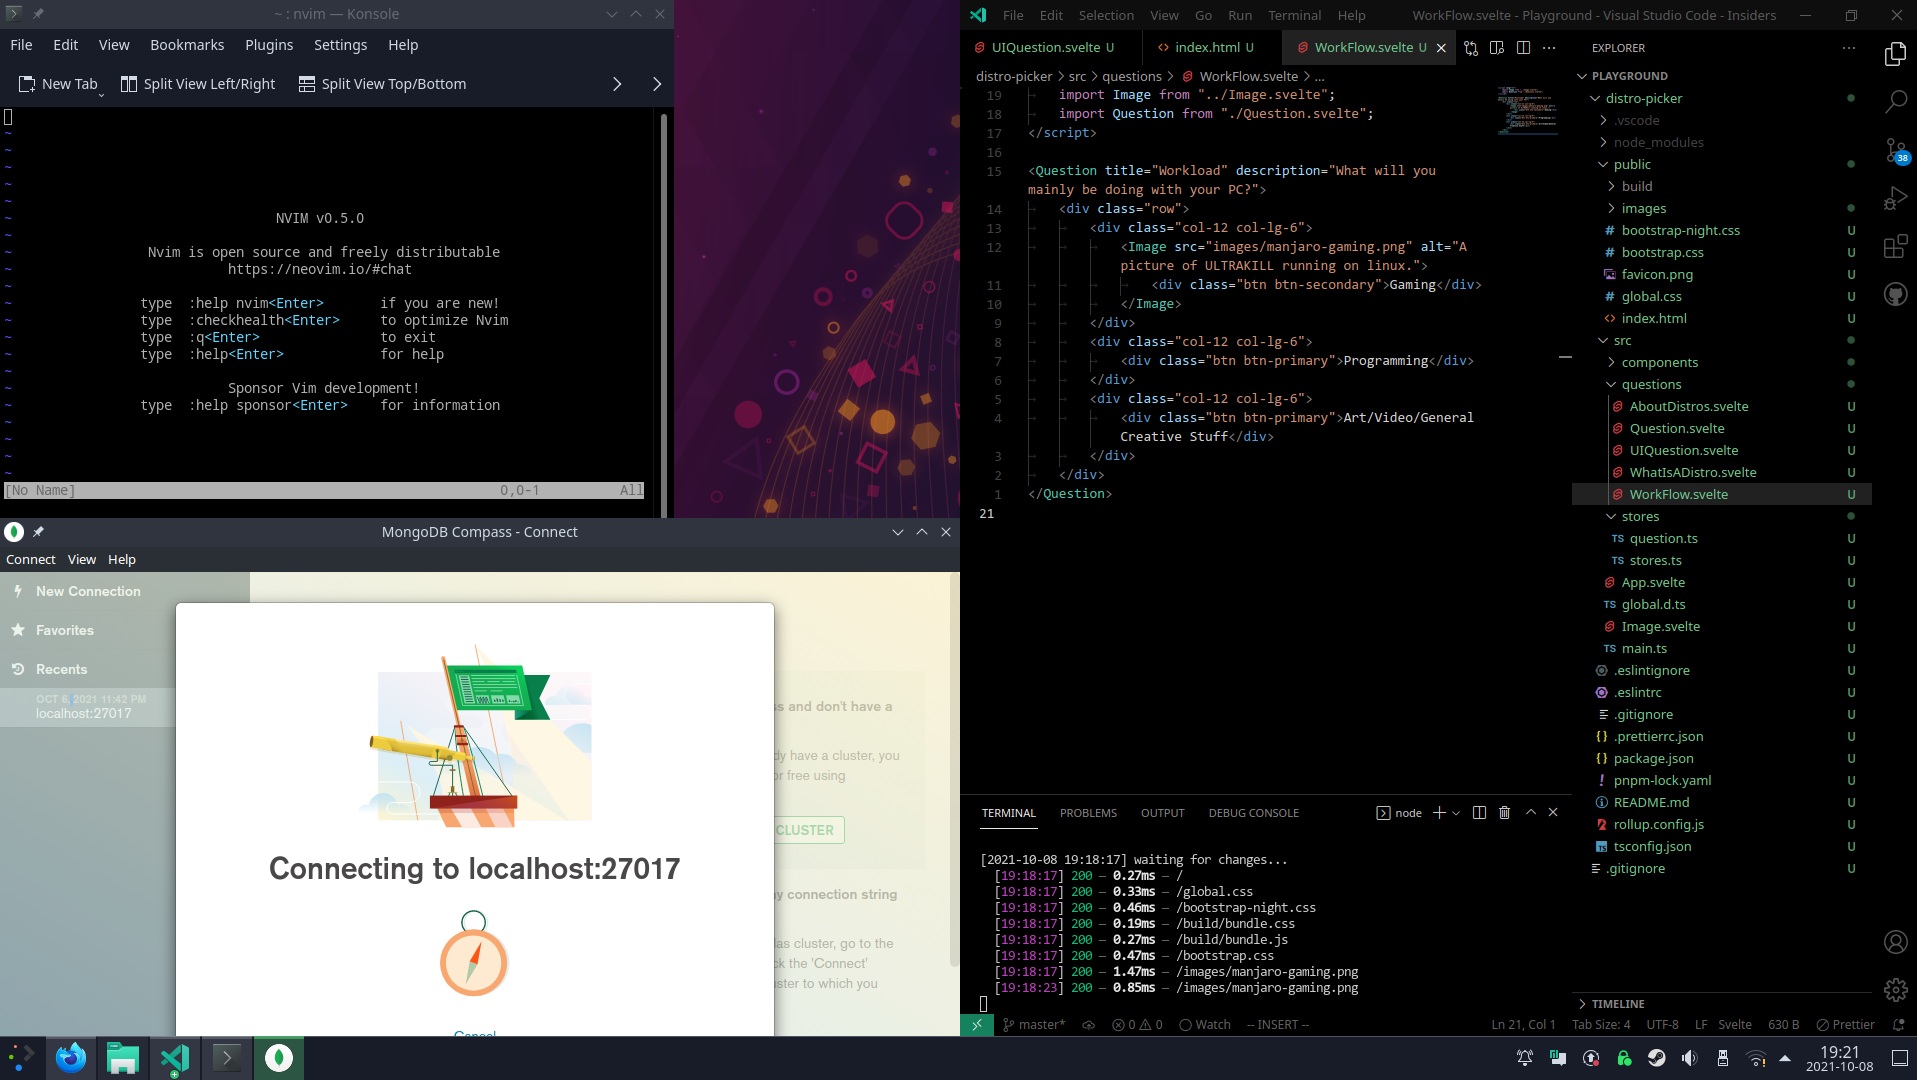 ~ : nvim — Konsole
File Edit View Bookmarks Plugins Settings Help
New Tab Split View Left/Right Split View Top/Bottom
NVIM v0.5.0
Nvim is open source and freely distributable
https://neovim.io/#chat
type :help nvim<Enter> if you are new!
type :checkhealth<Enter> to optimize Nvim
type :q<Enter> to exit
type :help<Enter> for help
Sponsor Vim development!
type :help sponsor<Enter> for information
[No Name] 0,0-1 All
MongoDB Compass - Connect
Connect View Help
New Connection
Favorites
Recents
OCT 6, 2021 11:42 PM
localhost:27017
ss and don't have a
dy have a cluster, you
or free using
CLUSTER
Connecting to localhost:27017
ny connection string
las cluster, go to the
ck the 'Connect'
uster to which you
Cancel
File Edit Selection View Go Run Terminal Help WorkFlow.svelte - Playground - Visual Studio Code - Insiders
UIQuestion.svelte U index.html U WorkFlow.svelte U
distro-picker > src > questions > WorkFlow.svelte > ...
19 import Image from "../Image.svelte";
18 import Question from "./Question.svelte";
17 </script>
16
15 <Question title="Workload" description="What will you
mainly be doing with your PC?">
14 <div class="row">
13 <div class="col-12 col-lg-6">
12 <Image src="images/manjaro-gaming.png" alt="A
picture of ULTRAKILL running on linux.">
11 <div class="btn btn-secondary">Gaming</div>
10 </Image>
9 </div>
8 <div class="col-12 col-lg-6">
7 <div class="btn btn-primary">Programming</div>
6 </div>
5 <div class="col-12 col-lg-6">
4 <div class="btn btn-primary">Art/Video/General
Creative Stuff</div>
3 </div>
2 </div>
1 </Question>
21
TERMINAL PROBLEMS OUTPUT DEBUG CONSOLE node
[2021-10-08 19:18:17] waiting for changes...
[19:18:17] 200 — 0.27ms — /
[19:18:17] 200 — 0.33ms — /global.css
[19:18:17] 200 — 0.46ms — /bootstrap-night.css
[19:18:17] 200 — 0.19ms — /build/bundle.css
[19:18:17] 200 — 0.27ms — /build/bundle.js
[19:18:17] 200 — 0.47ms — /bootstrap.css
[19:18:17] 200 — 1.47ms — /images/manjaro-gaming.png
[19:18:23] 200 — 0.85ms — /images/manjaro-gaming.png
master* 0 0 Watch -- INSERT -- Ln 21, Col 1 Tab Size: 4 UTF-8 LF Svelte 630 B Prettier
EXPLORER
PLAYGROUND
distro-picker
.vscode
node_modules
public
38
build
images
bootstrap-night.css U
bootstrap.css U
favicon.png U
global.css U
index.html U
src
components
questions
AboutDistros.svelte U
Question.svelte U
UIQuestion.svelte U
WhatIsADistro.svelte U
WorkFlow.svelte U
stores
TS question.ts U
TS stores.ts U
App.svelte U
TS global.d.ts U
Image.svelte U
TS main.ts U
.eslintignore U
.eslintrc U
.gitignore U
.prettierrc.json U
package.json U
pnpm-lock.yaml U
README.md U
rollup.config.js U
tsconfig.json U
.gitignore U
TIMELINE
19:21
2021-10-08